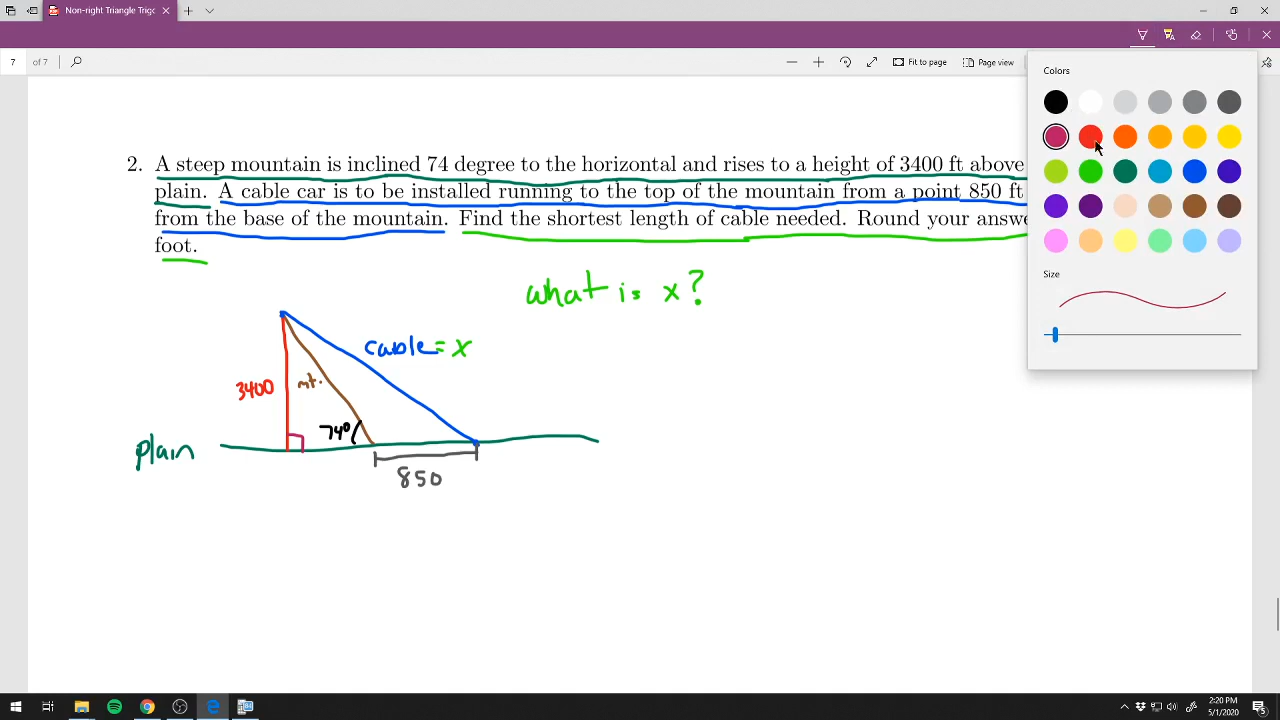 Non-right Triangle Trigo
7 of 7
Fit to page
Page view
Colors
2. A steep mountain is inclined 74 degree to the horizontal and rises to a height of 3400 ft above
plain. A cable car is to be installed running to the top of the mountain from a point 850 ft
from the base of the mountain. Find the shortest length of cable needed. Round your answe
foot.
Size
what is x?
cable = x
3400
mt.
74°
plain
850
2:20 PM
5/1/2020